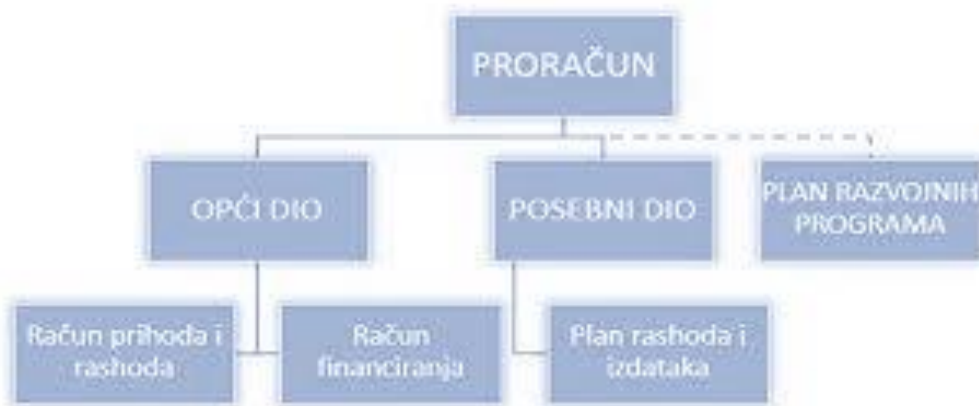 PRORAČUN
OPĆI DIO
POSEBNI DIO
PLAN RAZVOJNIH
PROGRAMA
Račun prihoda i
rashoda
Račun
financiranja
Plan rashoda i
izdataka